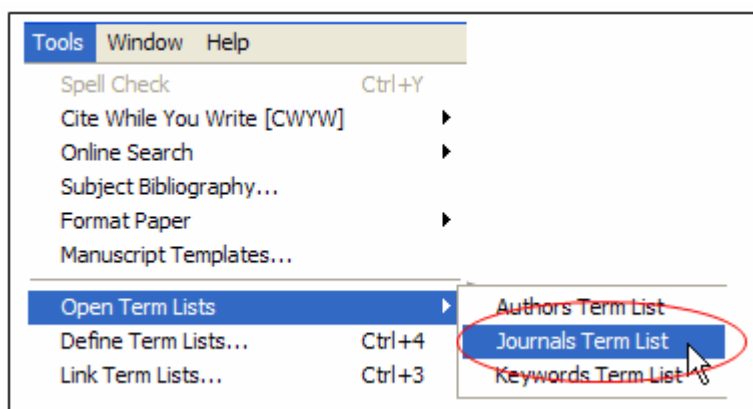 Tools Window Help
Spell Check Ctrl+Y
Cite While You Write [CWYW]
Online Search
Subject Bibliography...
Format Paper
Manuscript Templates...
Open Term Lists Authors Term List
Define Term Lists... Ctrl+4 Journals Term List
Link Term Lists... Ctrl+3 Keywords Term List